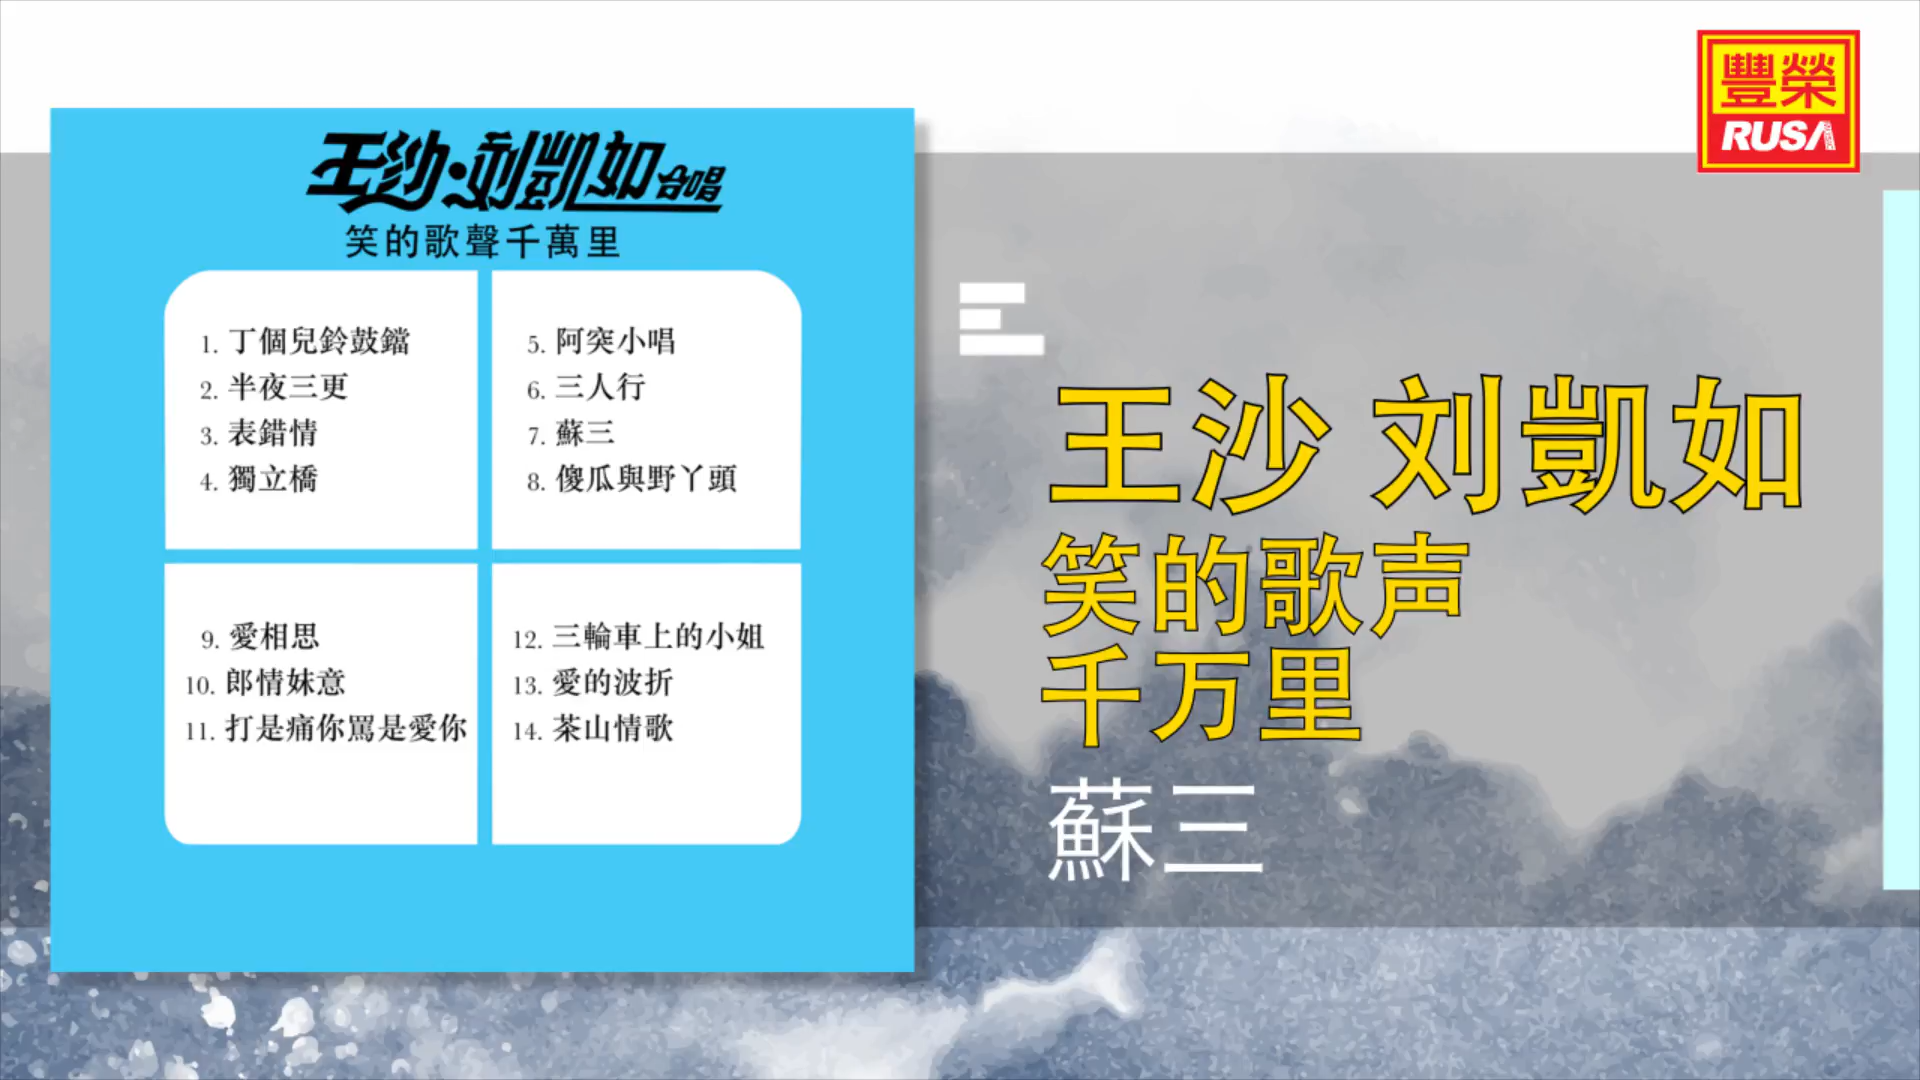 豐榮
RUSA
王沙·刘凱如合唱
笑的歌聲千萬里
1. 丁個兒鈴鼓鐺
2. 半夜三更
3. 表錯情
4. 獨立橋
5. 阿突小唱
6. 三人行
7. 蘇三
8. 傻瓜與野丫頭
9. 愛相思
10. 郎情妹意
11. 打是痛你罵是愛你
12. 三輪車上的小姐
13. 愛的波折
14. 茶山情歌
王沙 刘凱如
笑的歌声
千万里
蘇三